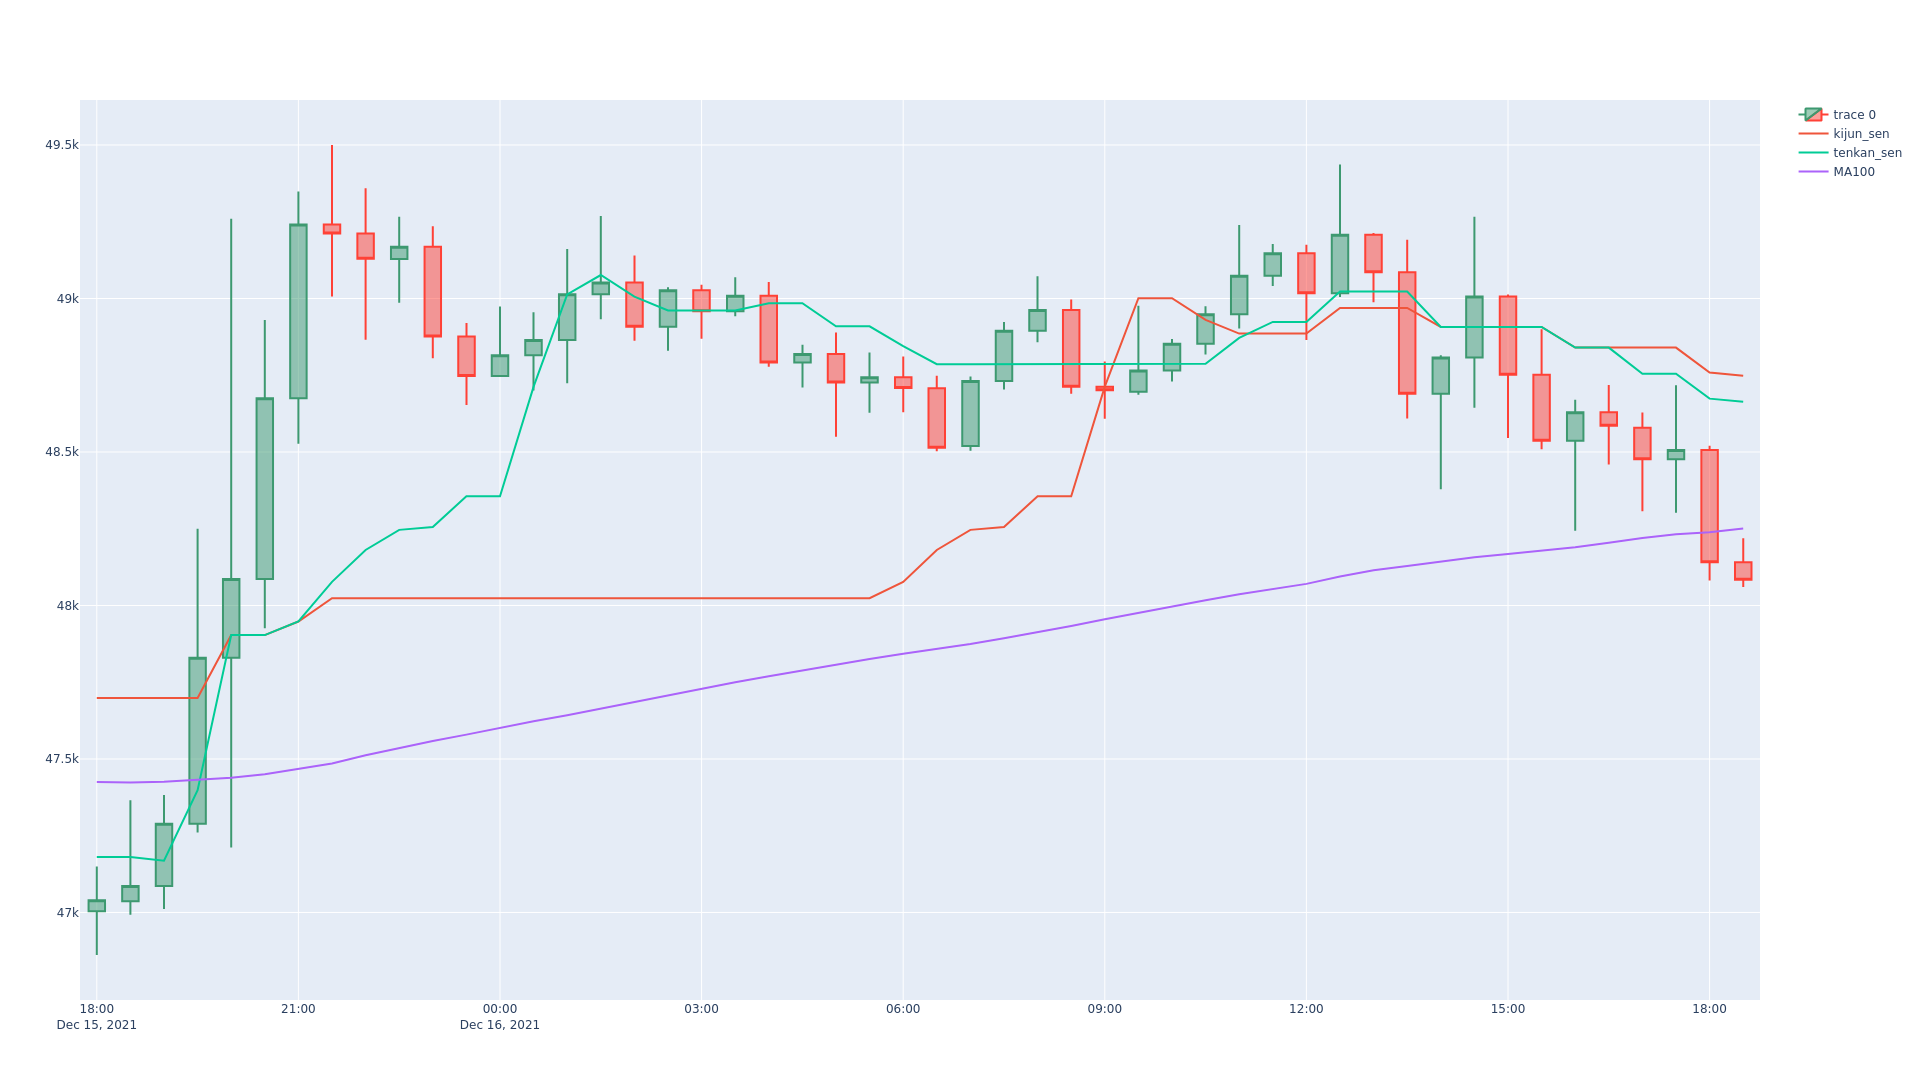 trace 0
kijun_sen
tenkan_sen
MA100
49.5k
49k
48.5k
48k
47.5k
47k
18:00 21:00 00:00 03:00 06:00 09:00 12:00 15:00 18:00
Dec 15, 2021 Dec 16, 2021